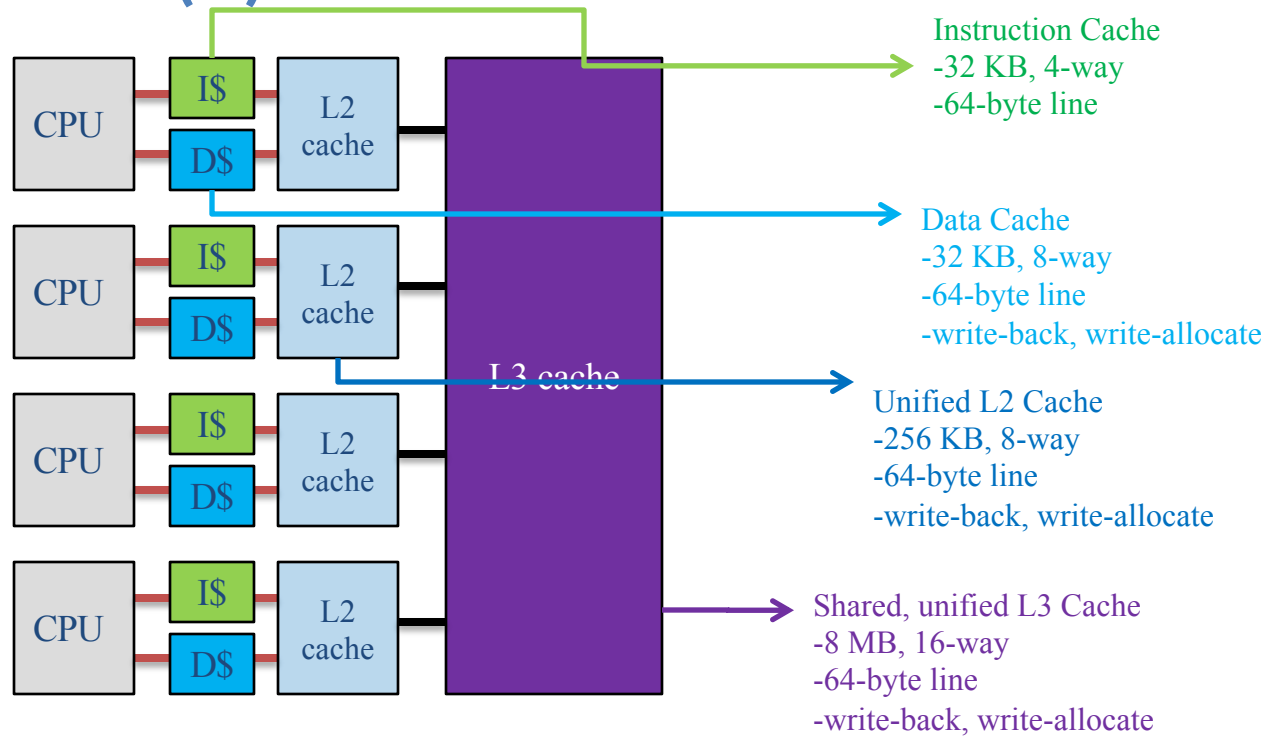 Instruction Cache
-32 KB, 4-way
-64-byte line
CPU
I$
D$
L2
cache
Data Cache
-32 KB, 8-way
-64-byte line
-write-back, write-allocate
CPU
I$
D$
L2
cache
L3 cache
Unified L2 Cache
-256 KB, 8-way
-64-byte line
-write-back, write-allocate
CPU
I$
D$
L2
cache
CPU
I$
D$
L2
cache
Shared, unified L3 Cache
-8 MB, 16-way
-64-byte line
-write-back, write-allocate